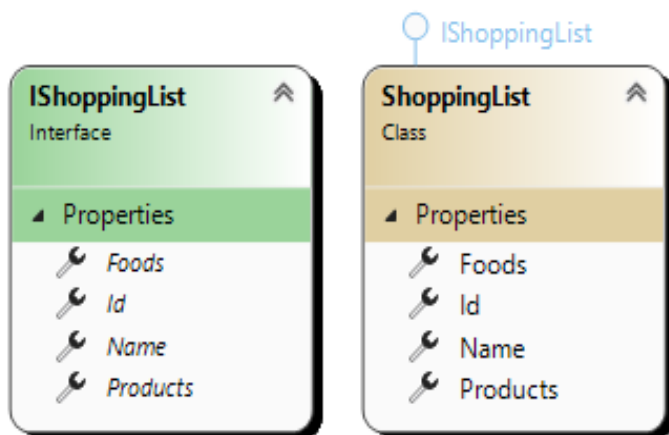 IShoppingList
IShoppingList
Interface
Properties
Foods
Id
Name
Products
ShoppingList
Class
Properties
Foods
Id
Name
Products